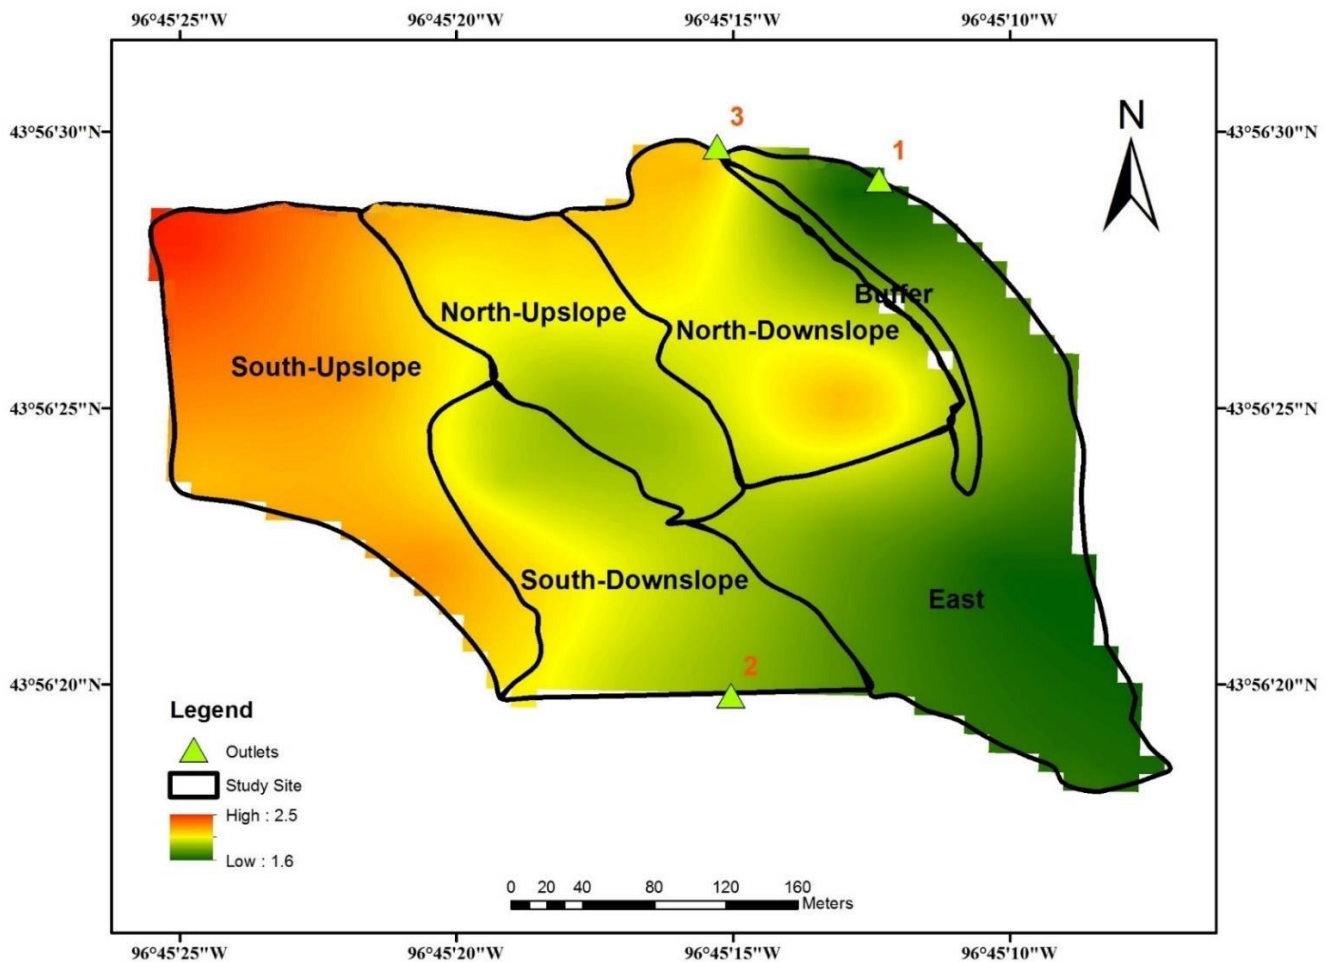 96°45'25"W 96°45'20"W 96°45'15"W 96°45'10"W
3
N
43°56'30"N 43°56'30"N
1
Buffer
North-Upslope
North-Downslope
South-Upslope
43°56'25"N 43°56'25"N
South-Downslope
East
2
43°56'20"N 43°56'20"N
Legend
Outlets
Study Site
High : 2.5
Low : 1.6
0 20 40 80 120 160
Meters
96°45'25"W 96°45'20"W 96°45'15"W 96°45'10"W